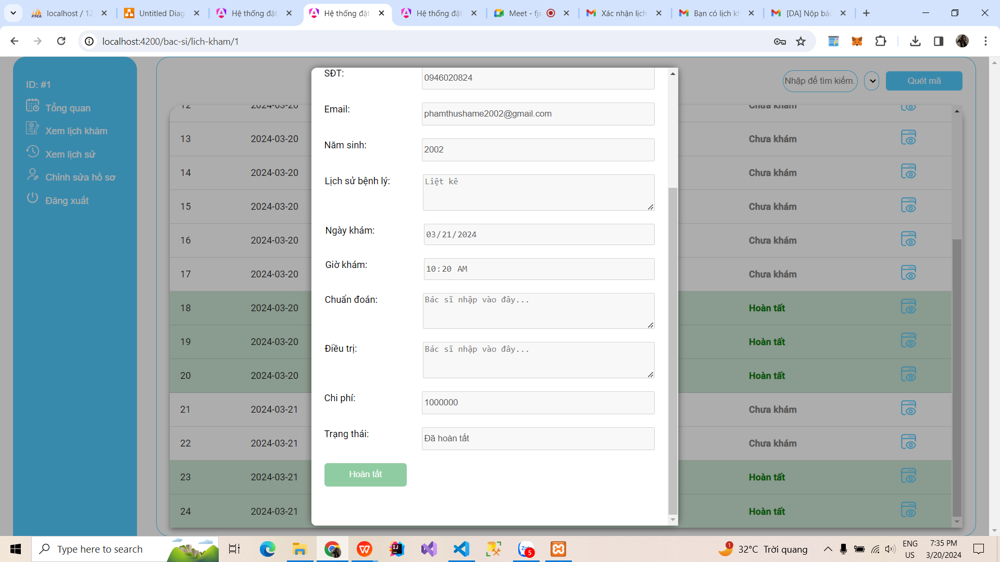 localhost / 12
Untitled Diag
Hệ thống đặt
Hệ thống đặt
Hệ thống đặt
Meet - fjs
Xác nhận lịch
Bạn có lịch kh
[DA] Nộp báo
localhost:4200/bac-si/lich-kham/1
ID: #1
Tổng quan
Xem lịch khám
Xem lịch sử
Chỉnh sửa hồ sơ
Đăng xuất
Nhập để tìm kiếm.
Quét mã
12 2024-03-20 Chưa khám
13 2024-03-20 Chưa khám
14 2024-03-20 Chưa khám
15 2024-03-20 Chưa khám
16 2024-03-20 Chưa khám
17 2024-03-20 Chưa khám
18 2024-03-20 Hoàn tất
19 2024-03-20 Hoàn tất
20 2024-03-20 Hoàn tất
21 2024-03-21 Chưa khám
22 2024-03-21 Chưa khám
23 2024-03-21 Hoàn tất
24 2024-03-21 Hoàn tất
SĐT: 0946020824
Email: phamthushame2002@gmail.com
Năm sinh: 2002
Lịch sử bệnh lý: Liệt kê
Ngày khám: 03/21/2024
Giờ khám: 10:20 AM
Chuẩn đoán: Bác sĩ nhập vào đây...
Điều trị: Bác sĩ nhập vào đây...
Chi phí: 1000000
Trạng thái: Đã hoàn tất
Hoàn tất
Type here to search
5
1
32°C Trời quang
ENG
US
7:35 PM
3/20/2024